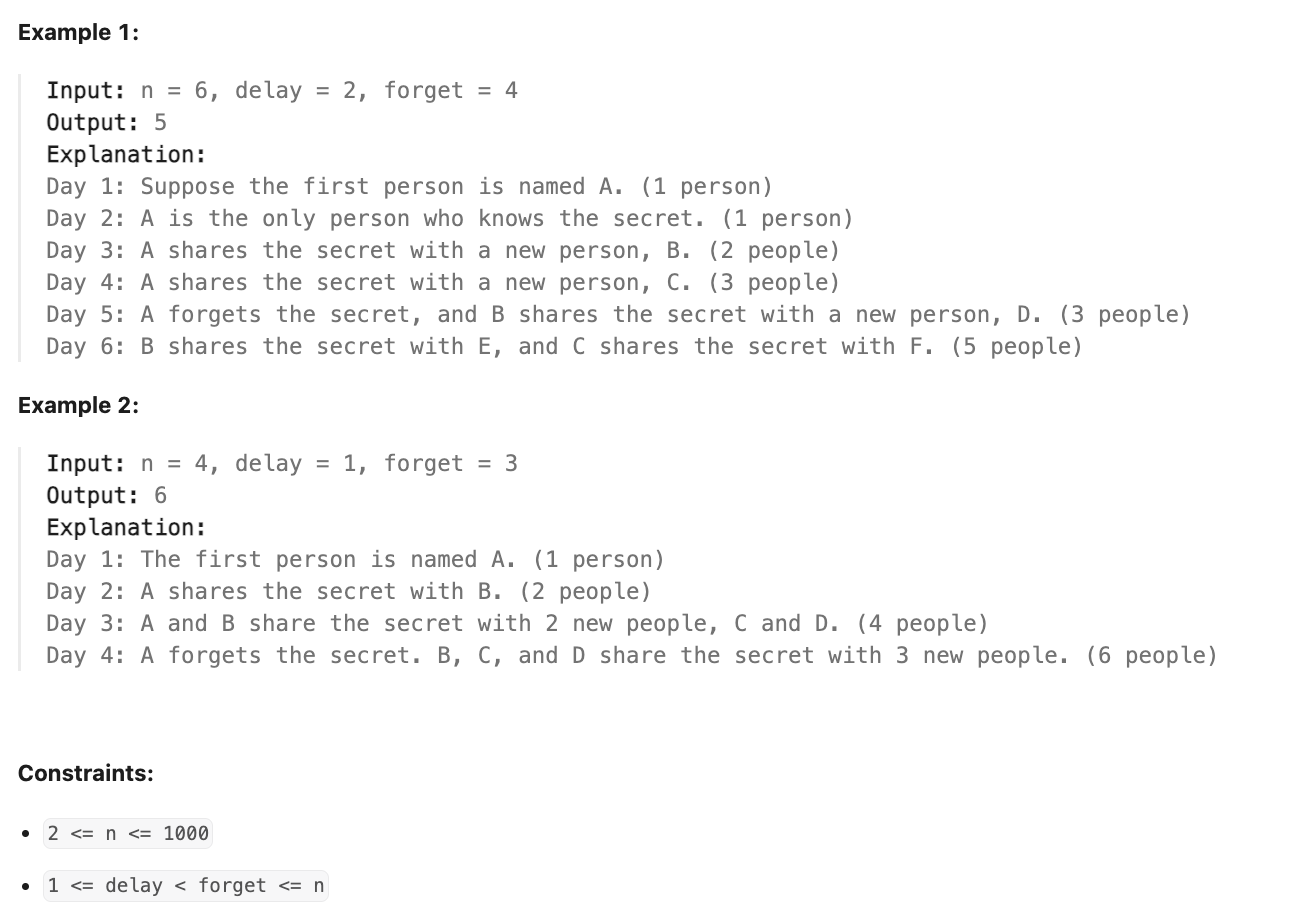 Example 1:
Input: n = 6, delay = 2, forget = 4
Output: 5
Explanation:
Day 1: Suppose the first person is named A. (1 person)
Day 2: A is the only person who knows the secret. (1 person)
Day 3: A shares the secret with a new person, B. (2 people)
Day 4: A shares the secret with a new person, C. (3 people)
Day 5: A forgets the secret, and B shares the secret with a new person, D. (3 people)
Day 6: B shares the secret with E, and C shares the secret with F. (5 people)
Example 2:
Input: n = 4, delay = 1, forget = 3
Output: 6
Explanation:
Day 1: The first person is named A. (1 person)
Day 2: A shares the secret with B. (2 people)
Day 3: A and B share the secret with 2 new people, C and D. (4 people)
Day 4: A forgets the secret. B, C, and D share the secret with 3 new people. (6 people)
Constraints:
• 2 <= n <= 1000
• 1 <= delay < forget <= n